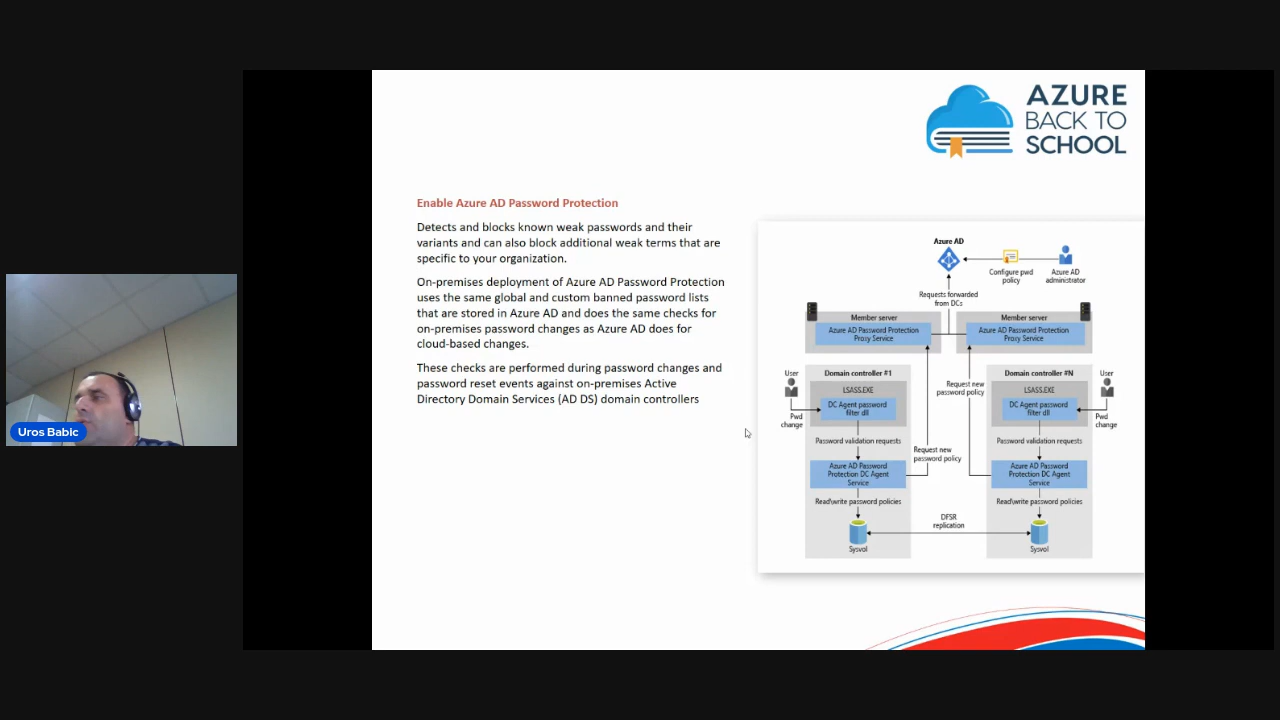 AZURE
BACK TO
SCHOOL
Enable Azure AD Password Protection
Detects and blocks known weak passwords and their
variants and can also block additional weak terms that are
specific to your organization.
On-premises deployment of Azure AD Password Protection
uses the same global and custom banned password lists
that are stored in Azure AD and does the same checks for
on-premises password changes as Azure AD does for
cloud-based changes.
These checks are performed during password changes and
password reset events against on-premises Active
Directory Domain Services (AD DS) domain controllers
Azure AD
Configure pwd
policy
Azure AD
administrator
Requests forwarded
from DCs
Member server
Azure AD Password Protection
Proxy Service
Member server
Azure AD Password Protection
Proxy Service
User
Pwd
change
Domain controller #1
LSASS.EXE
DC Agent password
filter dll
Password validation requests
Azure AD Password
Protection DC Agent
Service
Read\write password policies
Sysvol
Request new
password policy
Request new
password policy
DFSR
replication
Domain controller #N
LSASS.EXE
DC Agent password
filter dll
Password validation requests
Azure AD Password
Protection DC Agent
Service
Read\write password policies
Sysvol
User
Pwd
change
Uros Babic